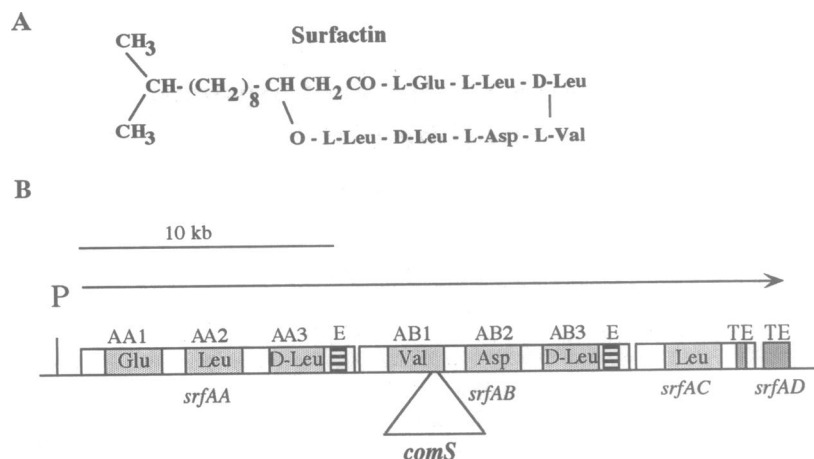 A
Surfactin
CH3
CH- (CH2)8- CH CH2 CO - L-Glu - L-Leu - D-Leu
CH3
O - L-Leu - D-Leu - L-Asp - L-Val
B
10 kb
P
AA1 AA2 AA3 E AB1 AB2 AB3 E TE TE
Glu Leu D-Leu Val Asp D-Leu Leu
srfAA srfAB srfAC srfAD
comS